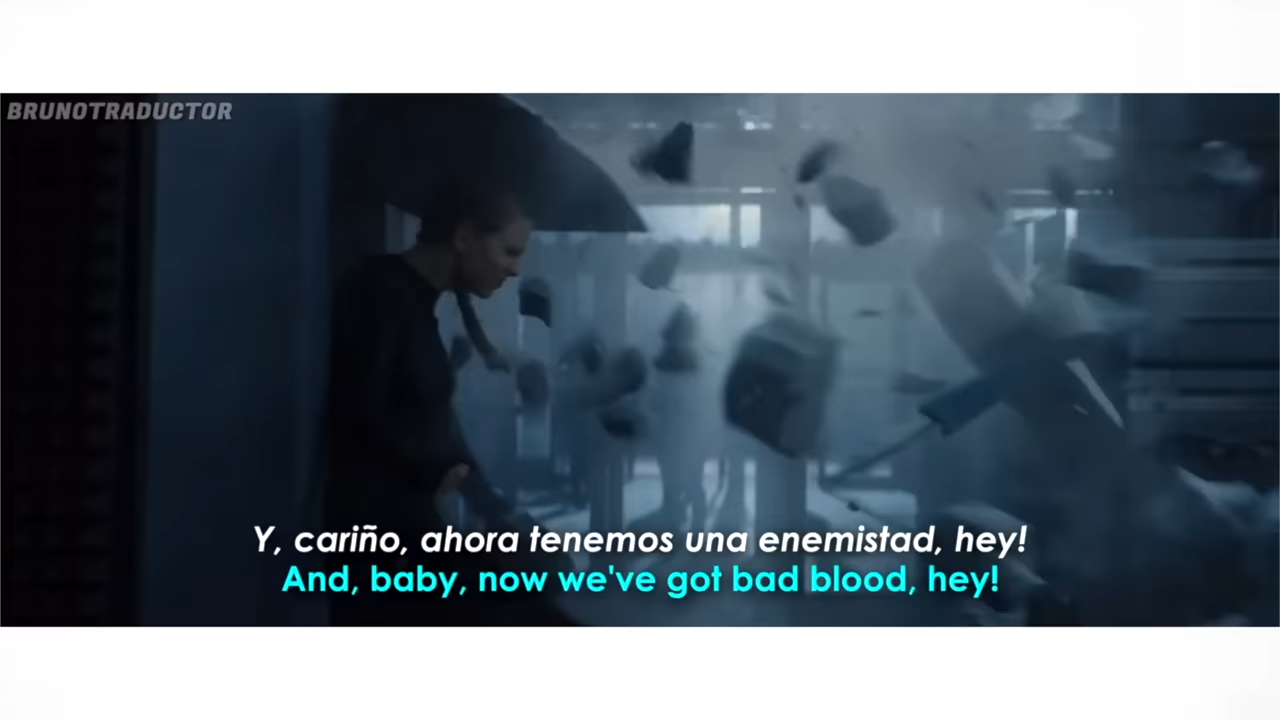 BRUNOTRADUCTOR
Y, cariño, ahora tenemos una enemistad, hey!
And, baby, now we've got bad blood, hey!